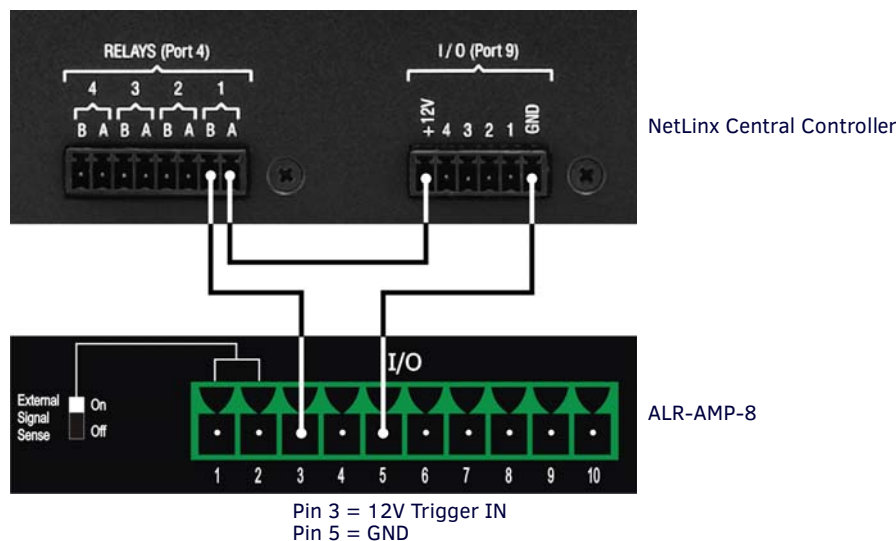 RELAYS (Port 4)
I / O (Port 9)
4 3 2 1
B A B A B A B A
+12V 4 3 2 1 GND
NetLinx Central Controller
I/O
External Signal Sense
On
Off
ALR-AMP-8
1 2 3 4 5 6 7 8 9 10
Pin 3 = 12V Trigger IN
Pin 5 = GND